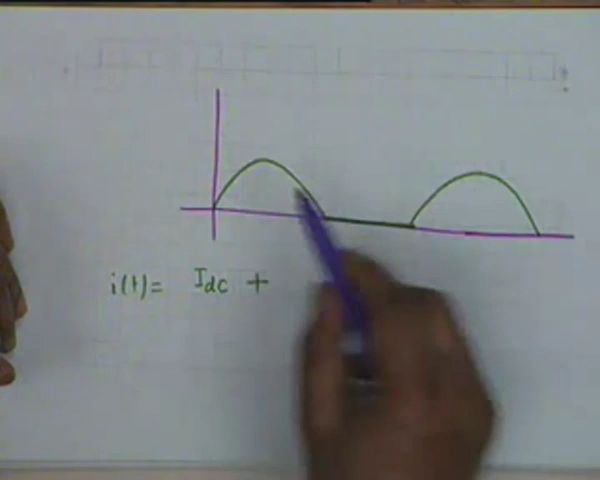 i(t) = Idc +